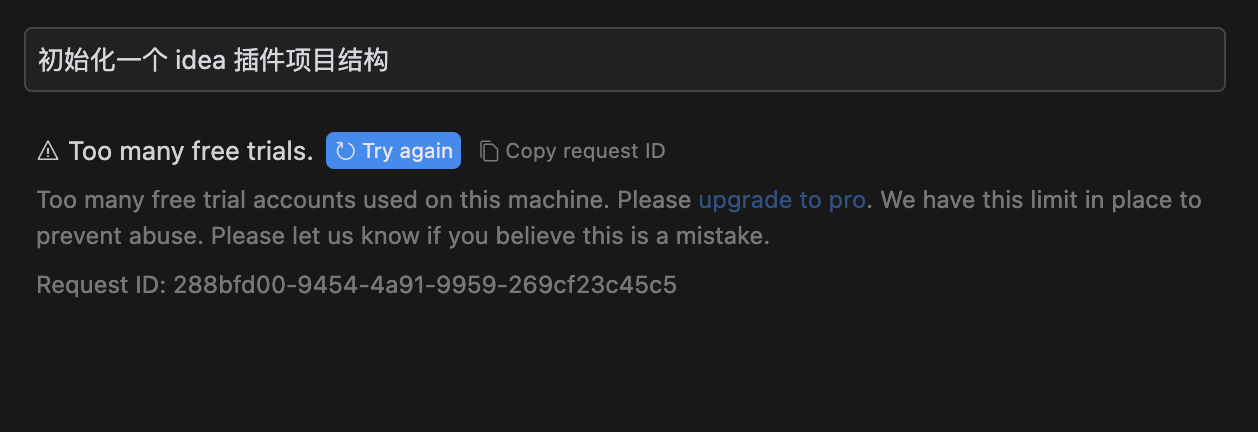 初始化一个 idea 插件项目结构
Too many free trials. Try again Copy request ID
Too many free trial accounts used on this machine. Please upgrade to pro. We have this limit in place to
prevent abuse. Please let us know if you believe this is a mistake.
Request ID: 288bfd00-9454-4a91-9959-269cf23c45c5